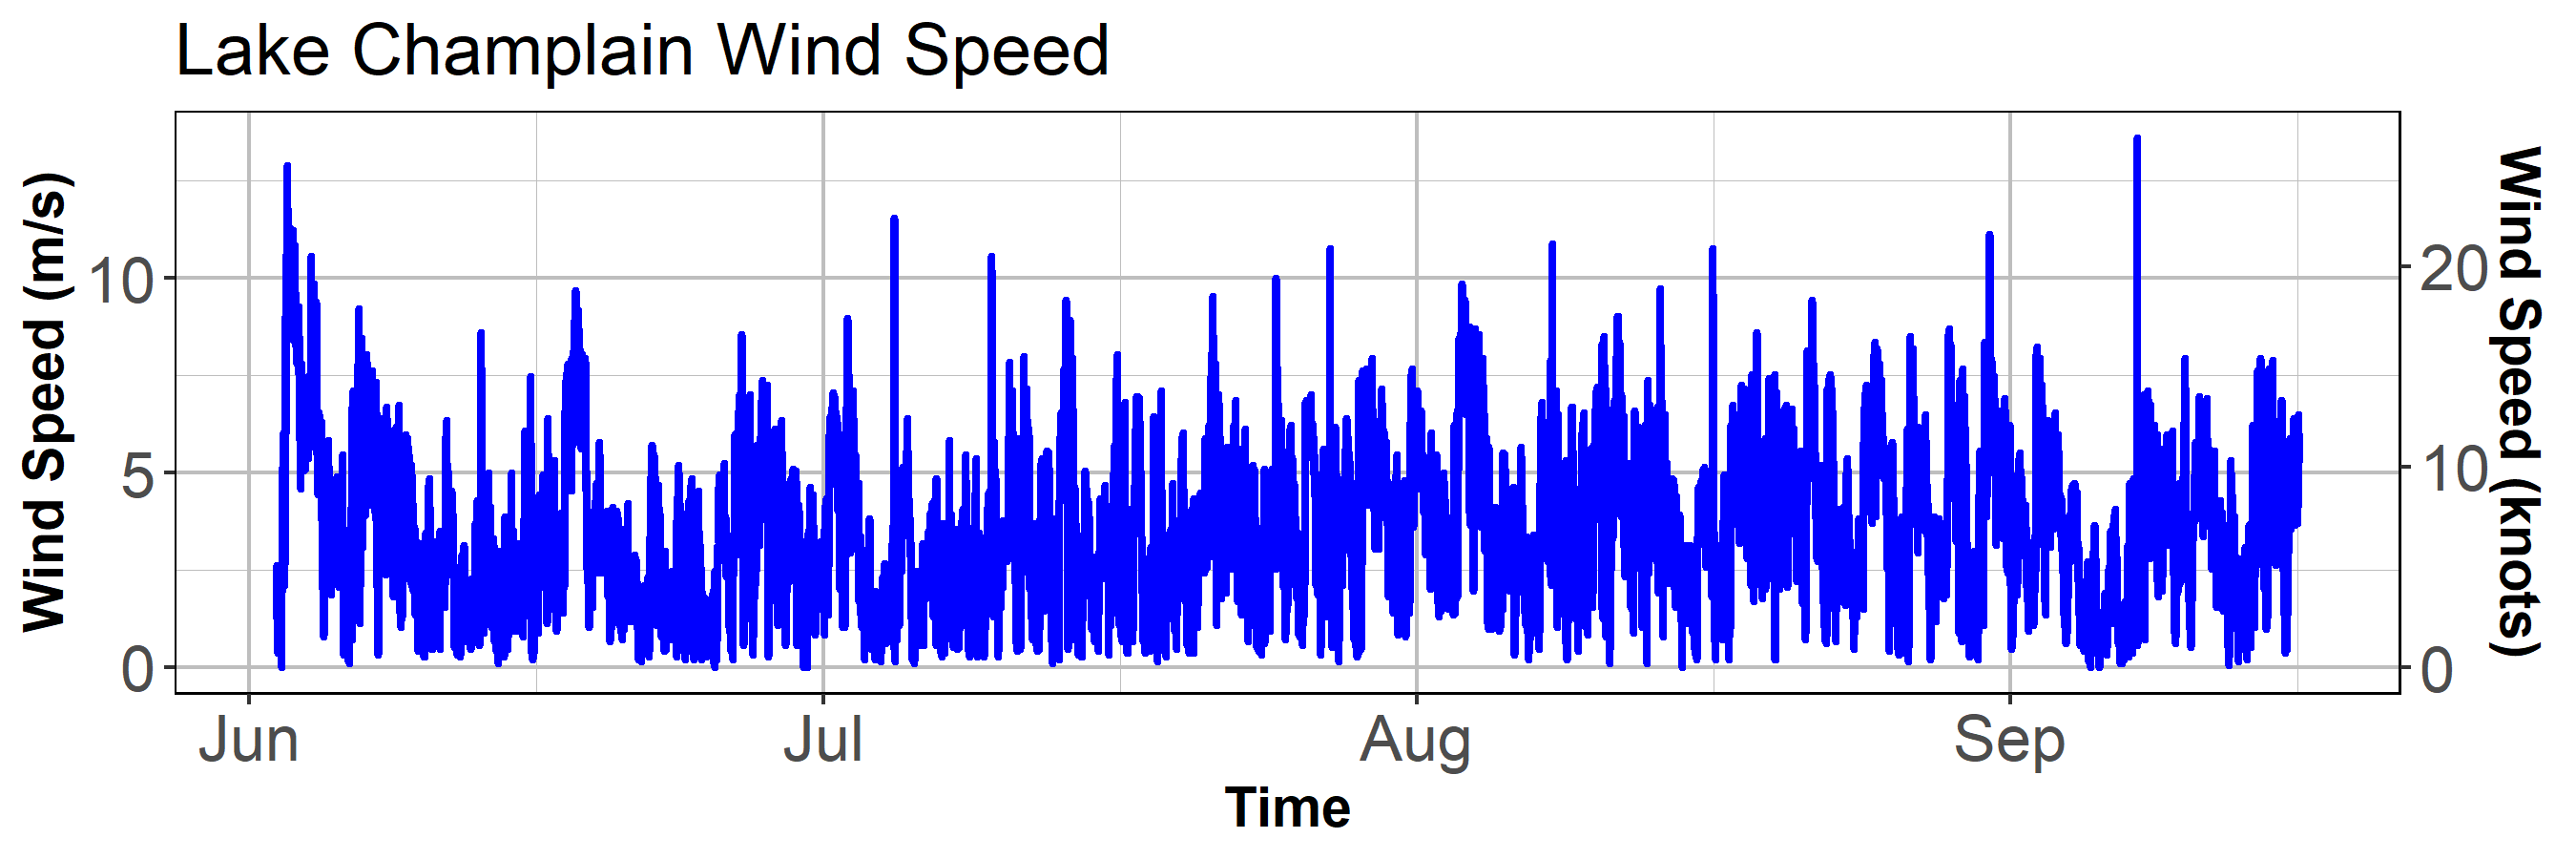 Lake Champlain Wind Speed
Wind Speed (m/s)
10
5
0
20
10
0
Wind Speed (knots)
Jun Jul Aug Sep
Time